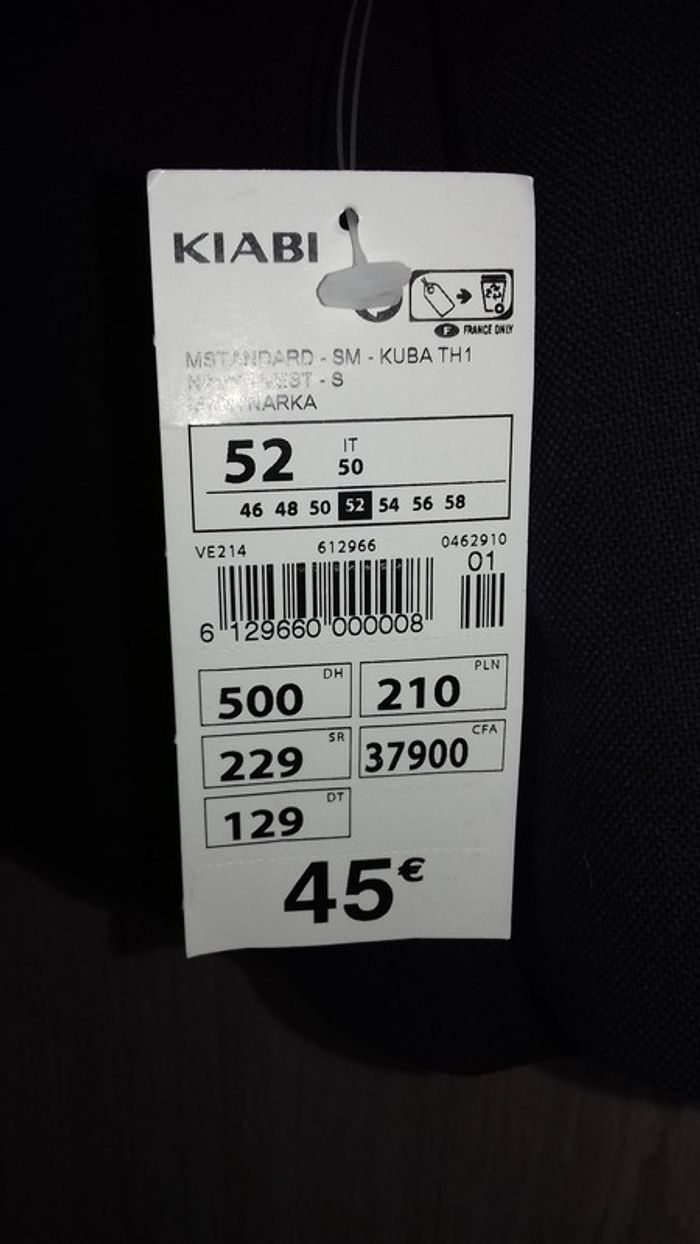 KIABI
F FRANCE ONLY
MSTANDARD - SM - KUBA TH1
- S
52
IT
50
46 48 50 52 54 56 58
VE214 612966 0462910
01
6 129660 000008
500 DH
210 PLN
229 SR
37900 CFA
129 DT
45€